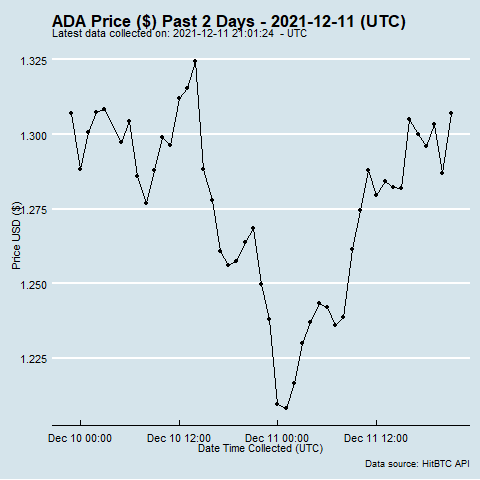 ADA Price ($) Past 2 Days - 2021-12-11 (UTC)
Latest data collected on: 2021-12-11 21:01:24 - UTC
1.325
1.300
1.275
1.250
1.225
Price USD ($)
Dec 10 00:00 Dec 10 12:00 Dec 11 00:00 Dec 11 12:00
Date Time Collected (UTC)
Data source: HitBTC API